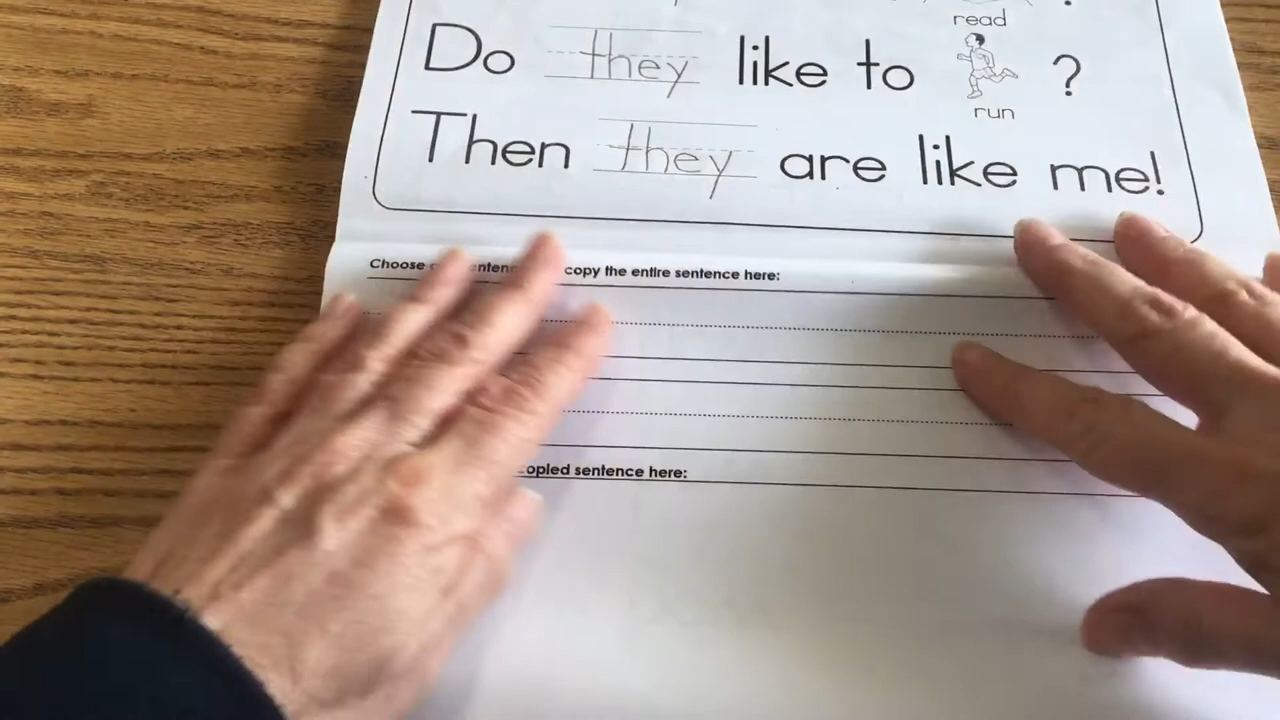 read
Do they like to ?
run
Then they are like me!
Choose copy the entire sentence here:
sentence here: